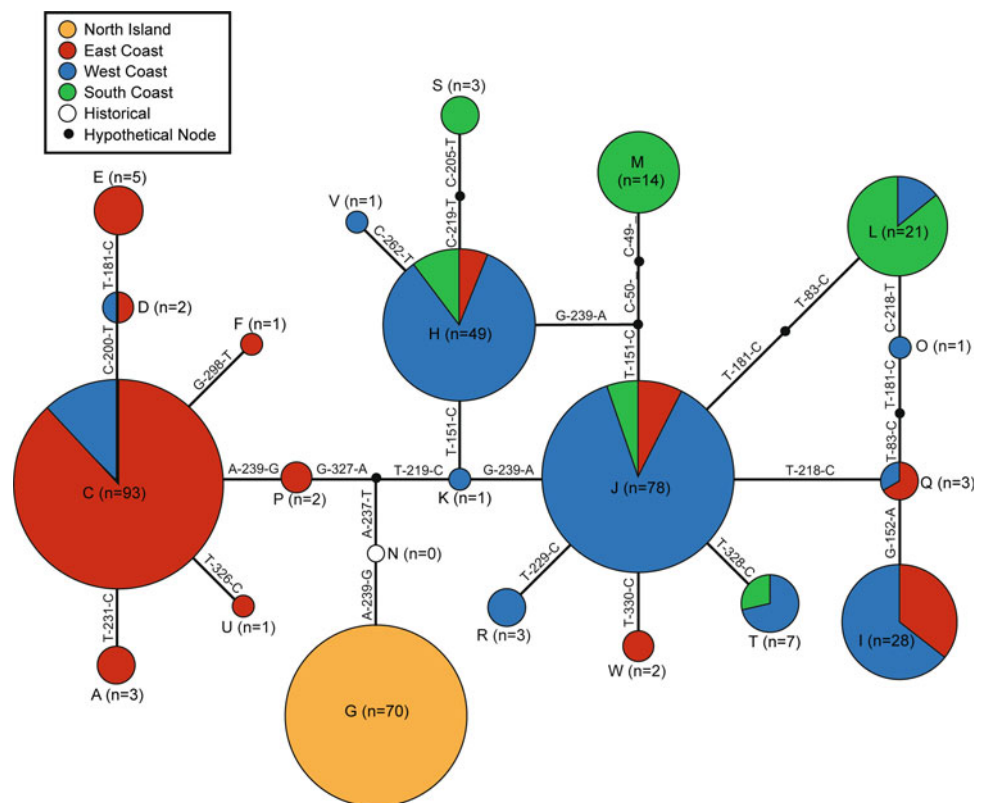 North Island
East Coast
West Coast
South Coast
Historical
Hypothetical Node
S (n=3)
E (n=5)
C-205-T
M
(n=14)
V (n=1)
C-219-T
C-262-T
C-49-
L (n=21)
T-181-C
D (n=2)
C-200-T
F (n=1)
G-298-T
H (n=49)
G-239-A
C-50-
T-151-C
T-83-C
T-181-C
C-218-T
O (n=1)
T-181-C
T-83-C
T-151-C
C (n=93)
A-239-G
P (n=2)
G-327-A
T-219-C
K (n=1)
G-239-A
J (n=78)
T-218-C
Q (n=3)
A-237-T
N (n=0)
A-239-G
G-152-A
T-231-C
T-326-C
U (n=1)
A (n=3)
T-229-C
R (n=3)
T-330-C
W (n=2)
T-328-C
T (n=7)
I (n=28)
G (n=70)